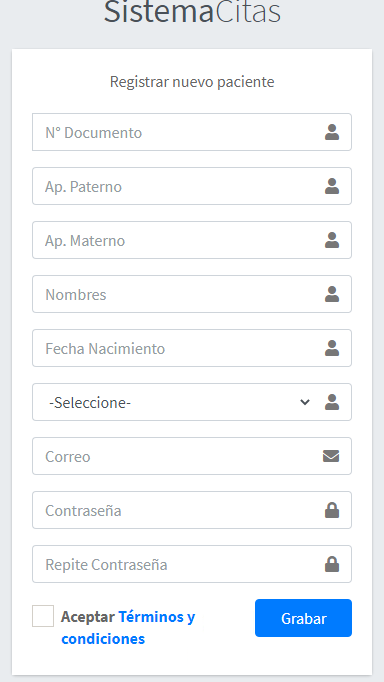 SistemaCitas
Registrar nuevo paciente
N° Documento
Ap. Paterno
Ap. Materno
Nombres
Fecha Nacimiento
-Seleccione-
Correo
Contraseña
Repite Contraseña
Aceptar Términos y
condiciones
Grabar